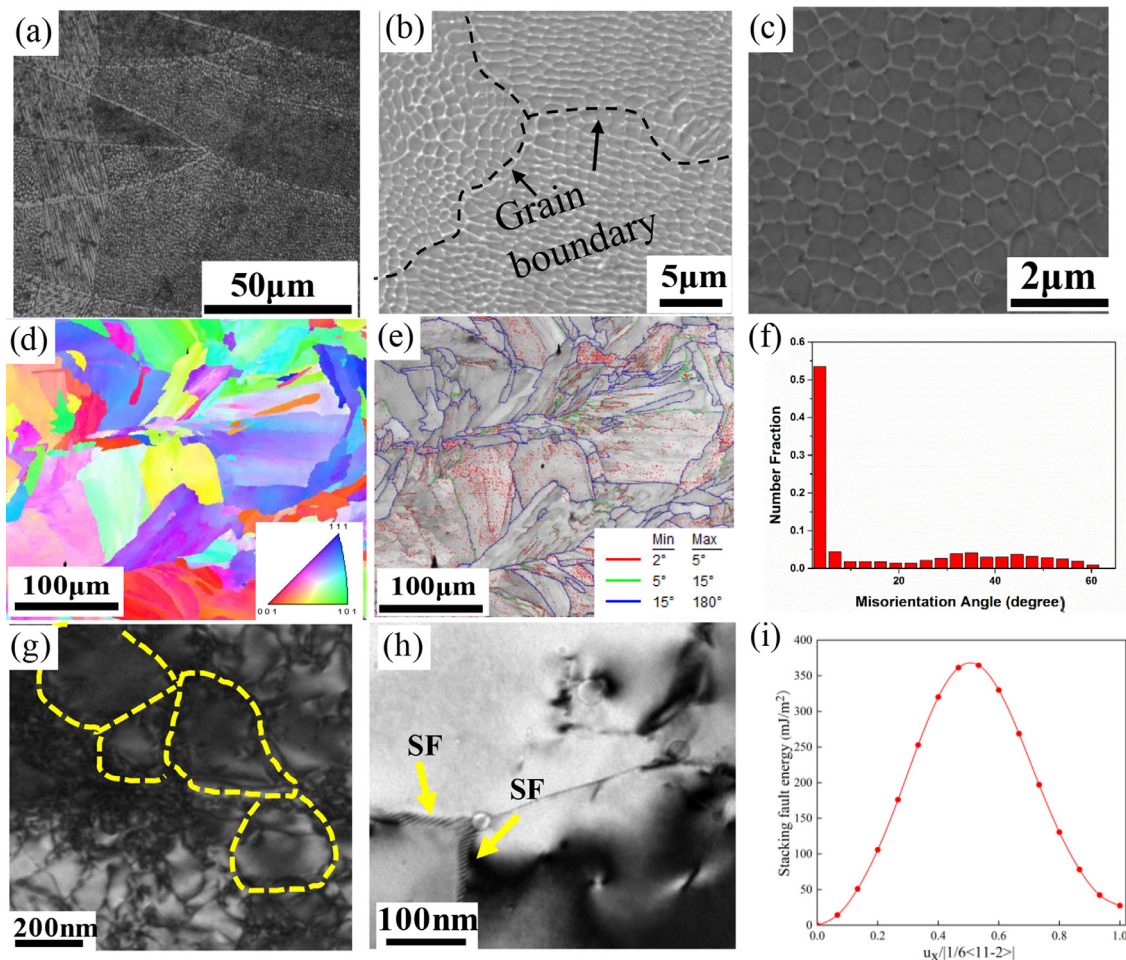 (a)
50μm
(b)
Grain
boundary
5μm
(c)
2μm
(d)
111
001
101
100μm
(e)
Min Max
2° 5°
5° 15°
15° 180°
100μm
(f)
0.6
0.5
0.4
0.3
0.2
0.1
0.0
20 40 60
Number Fraction
Misorientation Angle (degree)
(g)
200nm
(h)
SF
SF
100nm
(i)
400
350
300
250
200
150
100
50
0
0.0 0.2 0.4 0.6 0.8 1.0
Stacking fault energy (mJ/m²)
uₓ/|1/6<11-2>|